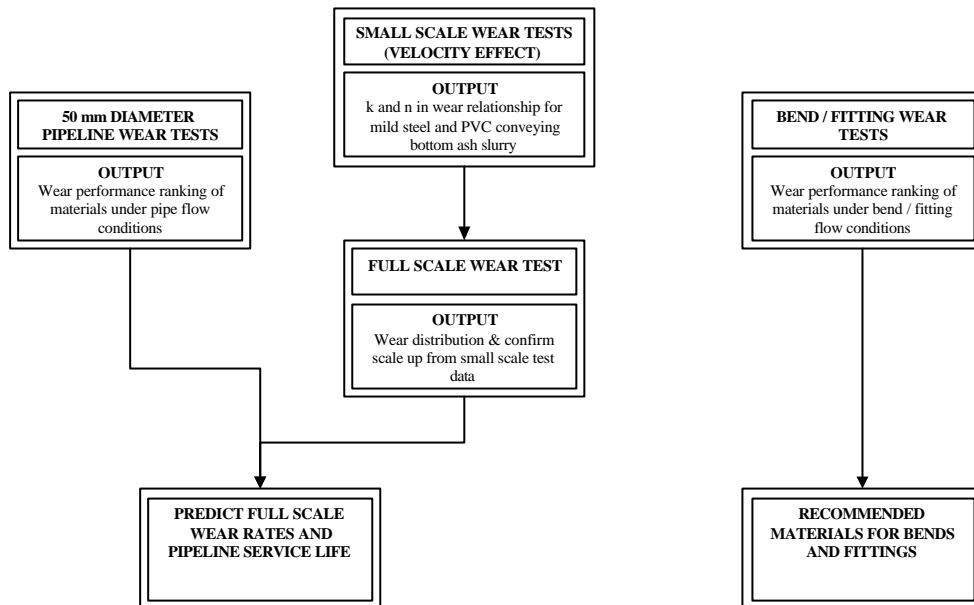 SMALL SCALE WEAR TESTS
(VELOCITY EFFECT)
OUTPUT
k and n in wear relationship for
mild steel and PVC conveying
bottom ash slurry
50 mm DIAMETER
PIPELINE WEAR TESTS
OUTPUT
Wear performance ranking of
materials under pipe flow
conditions
BEND / FITTING WEAR
TESTS
OUTPUT
Wear performance ranking of
materials under bend / fitting
flow conditions
FULL SCALE WEAR TEST
OUTPUT
Wear distribution & confirm
scale up from small scale test
data
PREDICT FULL SCALE
WEAR RATES AND
PIPELINE SERVICE LIFE
RECOMMENDED
MATERIALS FOR BENDS
AND FITTINGS